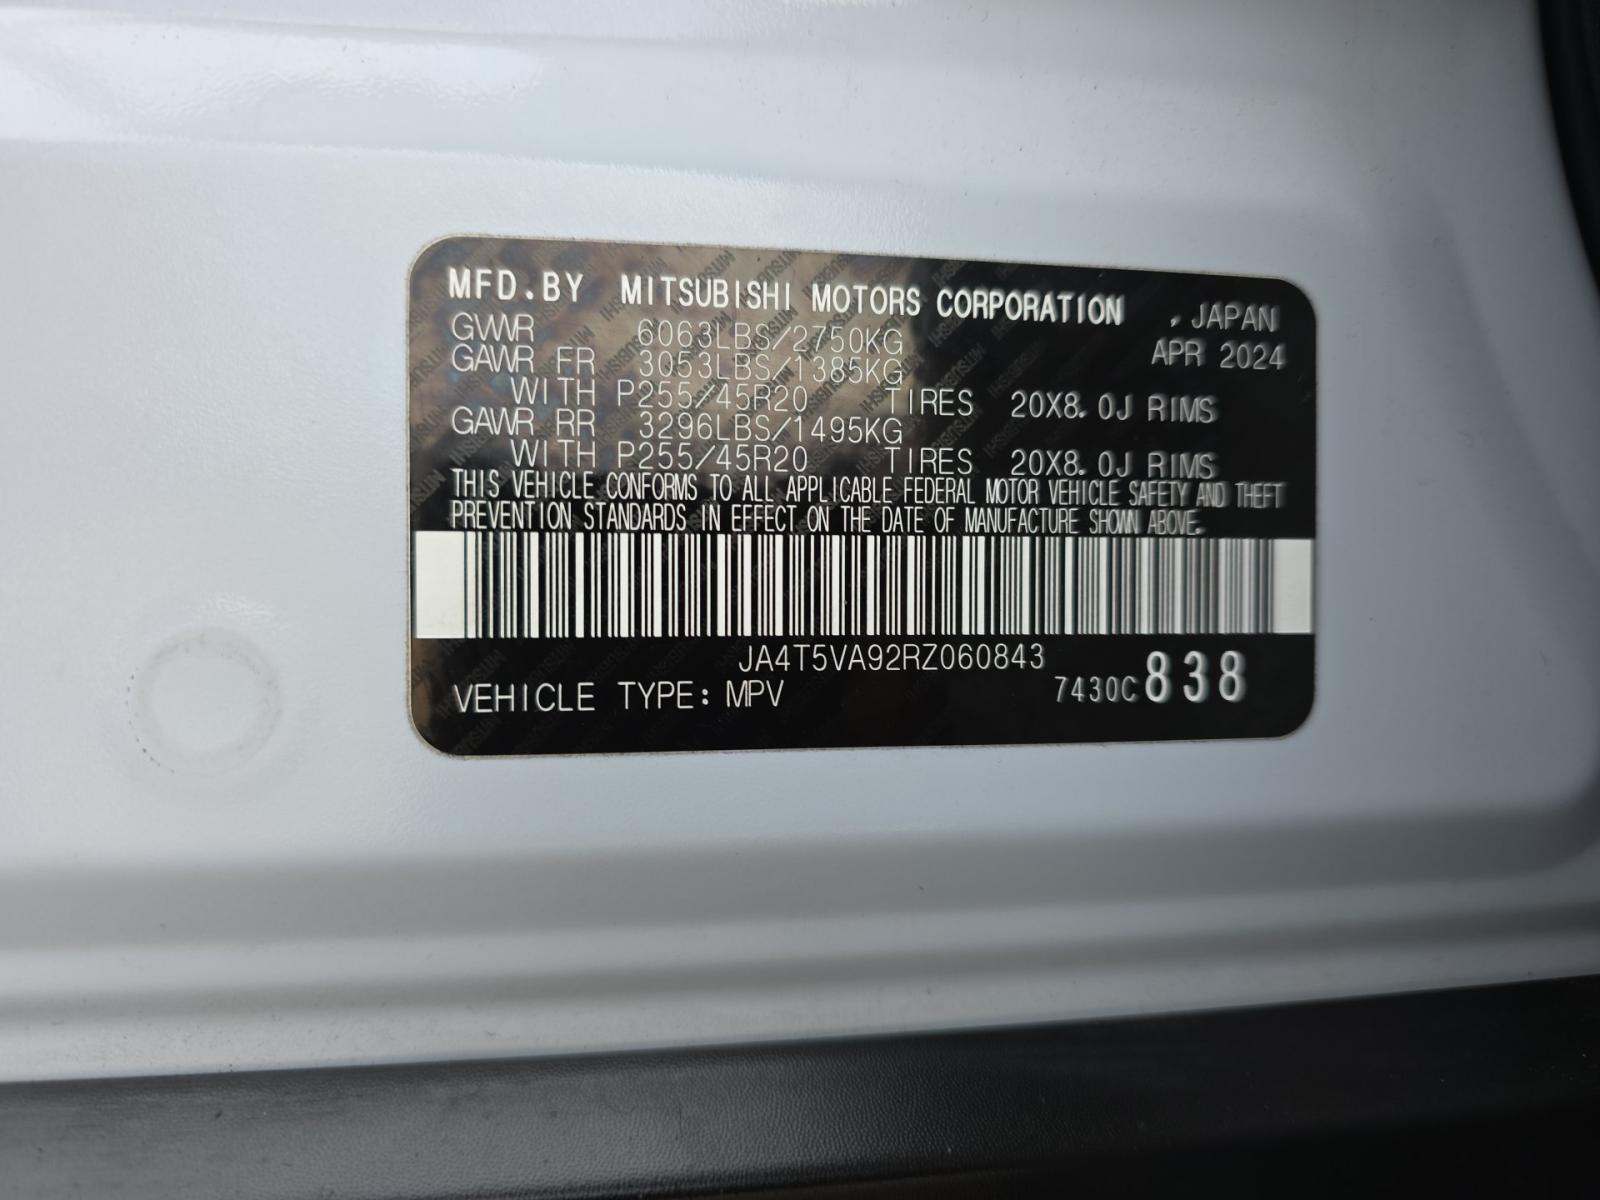 MFD.BY MITSUBISHI MOTORS CORPORATION , JAPAN
GVWR 6063LBS/2750KG APR 2024
GAWR FR 3053LBS/1385KG
WITH P255/45R20 TIRES 20X8.0J RIMS
GAWR RR 3296LBS/1495KG
WITH P255/45R20 TIRES 20X8.0J RIMS
THIS VEHICLE CONFORMS TO ALL APPLICABLE FEDERAL MOTOR VEHICLE SAFETY AND THEFT
PREVENTION STANDARDS IN EFFECT ON THE DATE OF MANUFACTURE SHOWN ABOVE.
JA4T5VA92RZ060843
VEHICLE TYPE: MPV 7430C 838